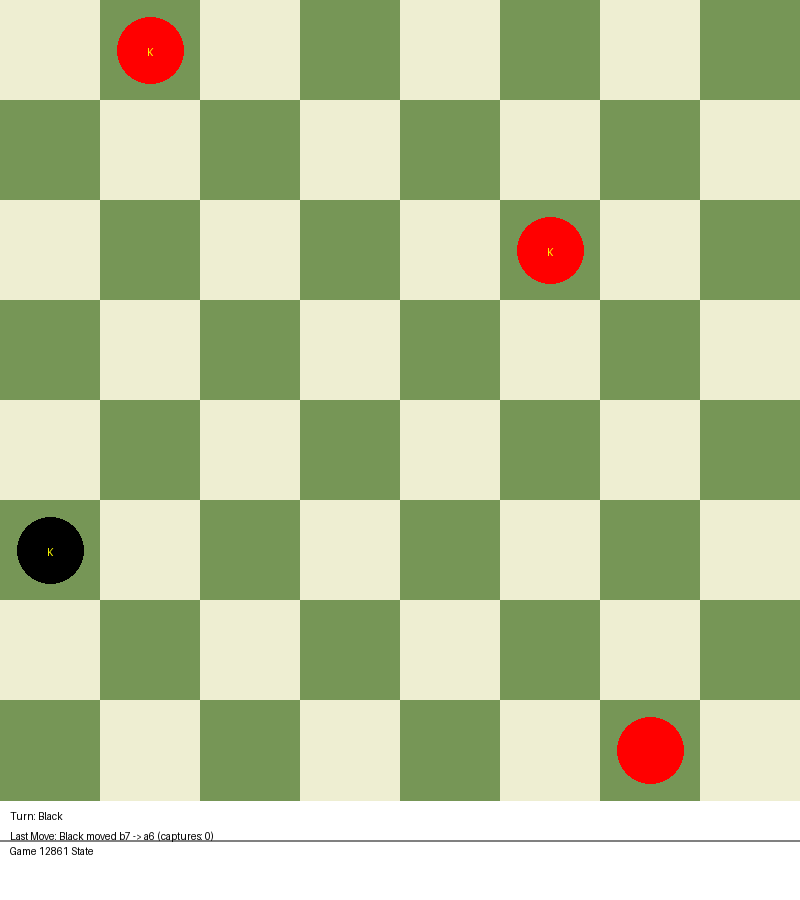 K
K
K
Turn: Black
Last Move: Black moved b7 -> a6 (captures: 0)
Game 12861 State